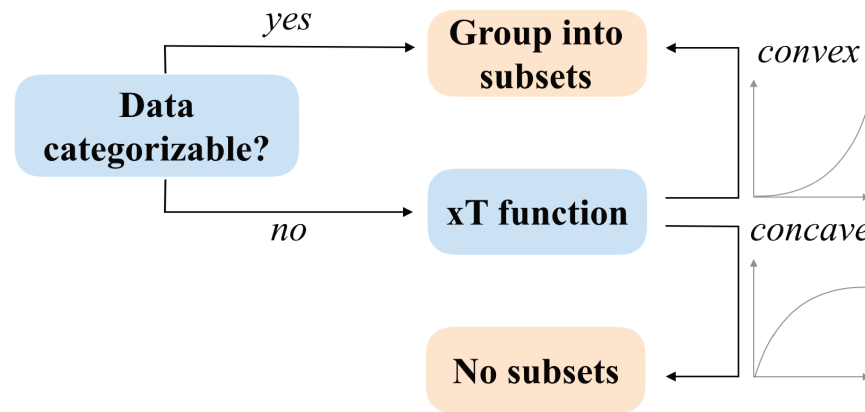 yes
Group into
subsets
convex
Data
categorizable?
xT function
no
concave
No subsets